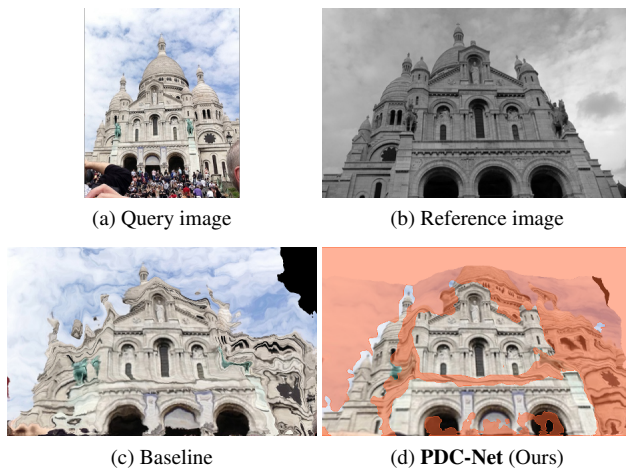 (a) Query image
(b) Reference image
(c) Baseline
(d) PDC-Net (Ours)